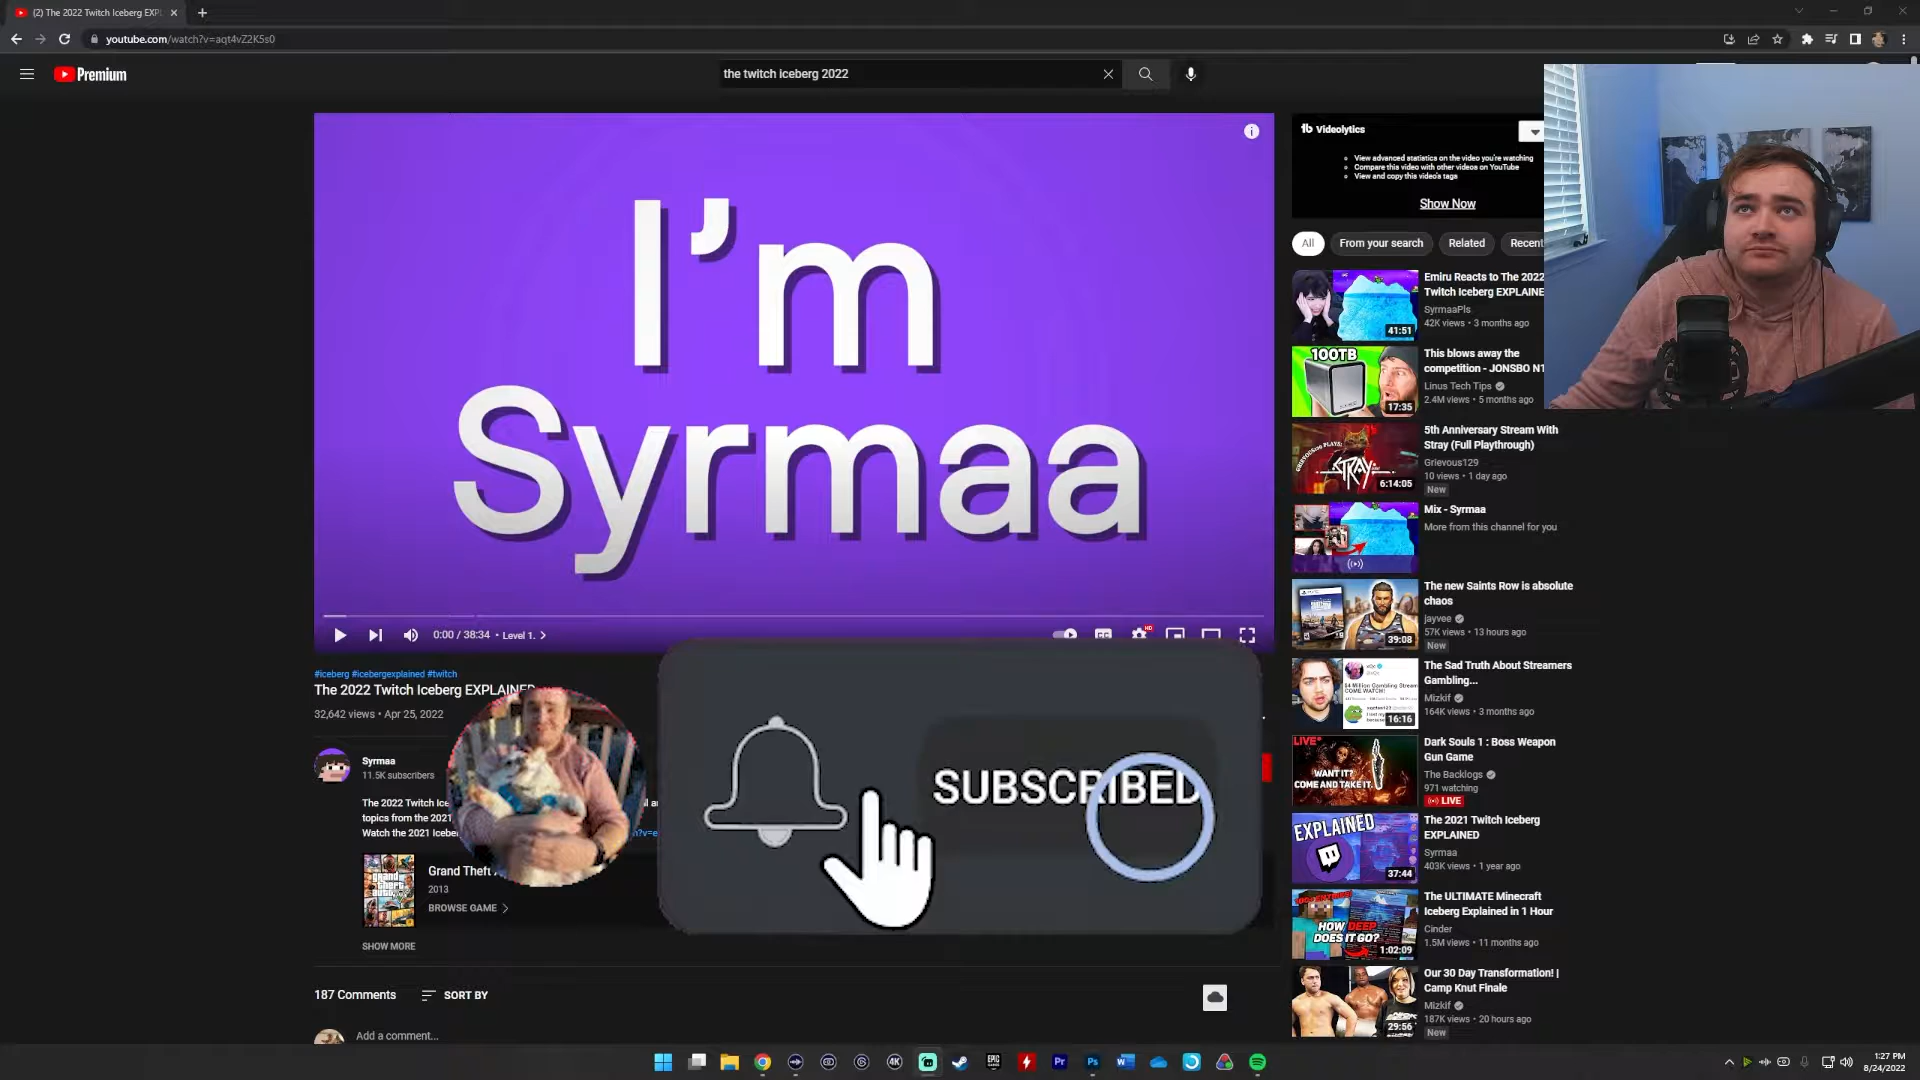 (2) The 2022 Twitch Iceberg EXPL
youtube.com/watch?v=aqt4vZ2K5s0
Premium
the twitch iceberg 2022
I'm
Syrmaa
0:00 / 38:34 • Level 1.
HD
#iceberg #icebergexplained #twitch
The 2022 Twitch Iceberg EXPLAINED
32,642 views • Apr 25, 2022
Syrmaa
11.5K subscribers
The 2022 Twitch Ice
topics from the 2021
Watch the 2021 Iceber
Grand Theft
2013
BROWSE GAME
SHOW MORE
SUBSCRIBED
187 Comments
SORT BY
Add a comment...
Videolytics
View advanced statistics on the video you're watching
Compare this video with other videos on YouTube
View and copy this video's tags
Show Now
All
From your search
Related
Recent
Emiru Reacts to The 2022
Twitch Iceberg EXPLAINE
SyrmaaPls
42K views • 3 months ago
41:51
100TB
This blows away the
competition - JONSBO N1
Linus Tech Tips
2.4M views • 5 months ago
17:35
5th Anniversary Stream With
Stray (Full Playthrough)
Grievous129
10 views • 1 day ago
New
STRAY
6:14:05
Mix - Syrmaa
More from this channel for you
The new Saints Row is absolute
chaos
jayvee
57K views • 13 hours ago
New
39:08
The Sad Truth About Streamers
Gambling...
Mizkif
164K views • 3 months ago
16:16
Dark Souls 1 : Boss Weapon
Gun Game
The Backlogs
971 watching
LIVE
LIVE
WANT IT?
COME AND TAKE IT.
The 2021 Twitch Iceberg
EXPLAINED
Syrmaa
403K views • 1 year ago
EXPLAINED
37:44
The ULTIMATE Minecraft
Iceberg Explained in 1 Hour
Cinder
1.5M views • 11 months ago
HOW DEEP
DOES IT GO?
1:02:09
Our 30 Day Transformation! |
Camp Knut Finale
Mizkif
187K views • 20 hours ago
New
29:56
4K
EPIC
Pr
Ps
W
1:27 PM
8/24/2022